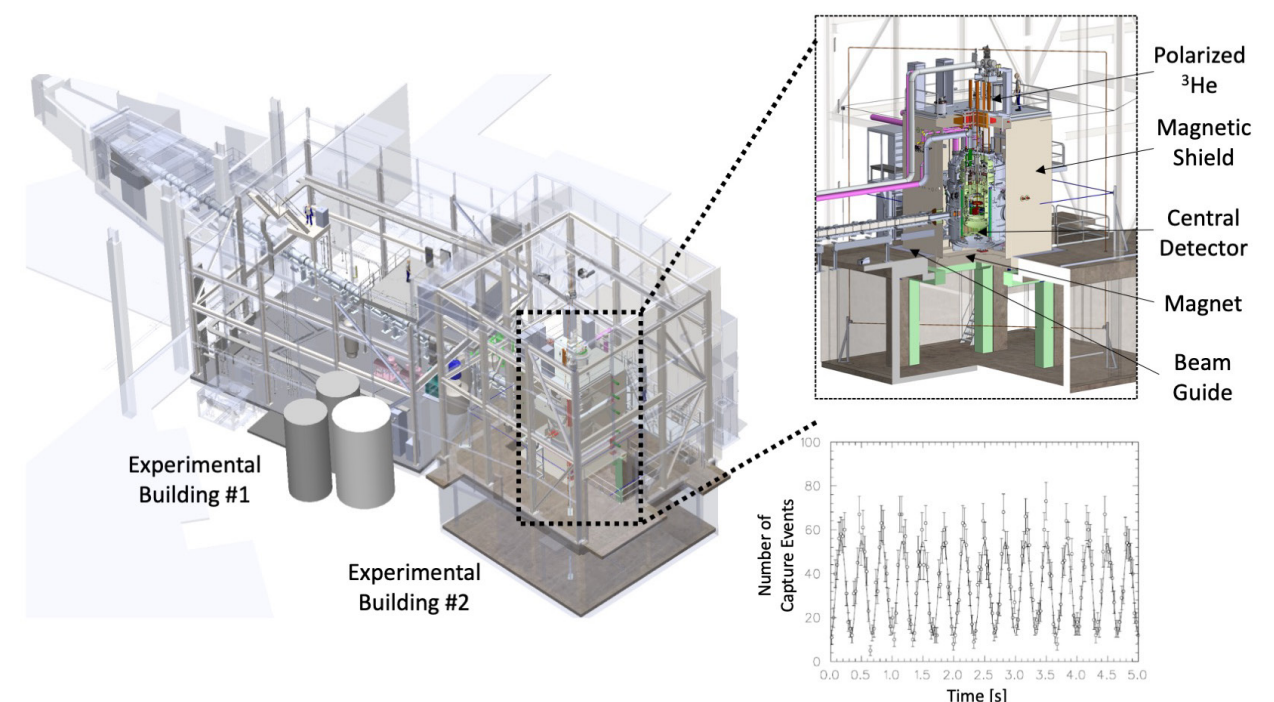 Polarized
³He
Magnetic
Shield
Central
Detector
Magnet
Beam
Guide
Experimental
Building #1
Experimental
Building #2
Number of
Capture Events
100
80
60
40
20
0
0.0 0.5 1.0 1.5 2.0 2.5 3.0 3.5 4.0 4.5 5.0
Time [s]